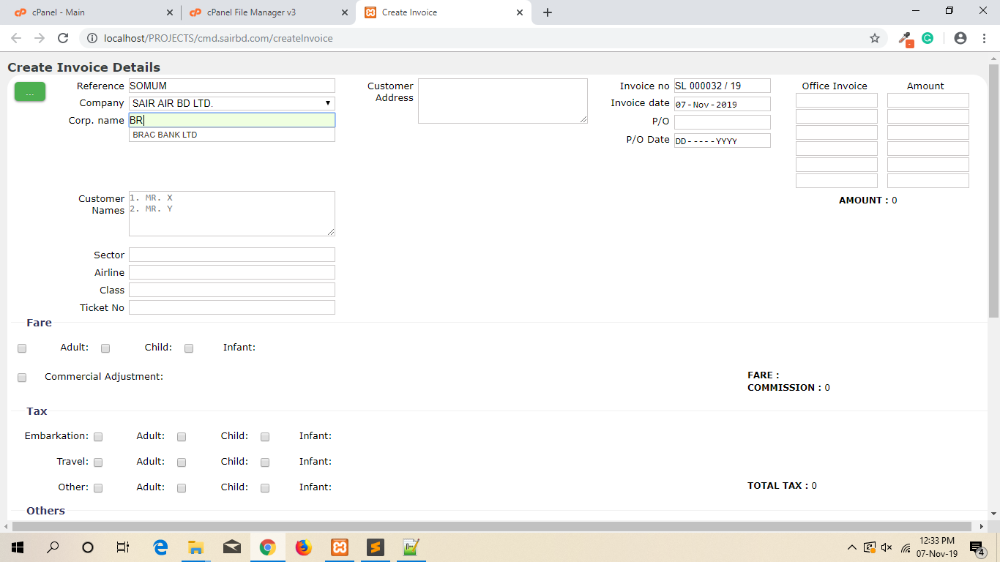 cPanel - Main
cPanel File Manager v3
Create Invoice
localhost/PROJECTS/cmd.sairbd.com/createInvoice
Create Invoice Details
...
Reference SOMUM
Company SAIR AIR BD LTD.
Corp. name BR
BRAC BANK LTD
Customer Address
Invoice no SL 000032 / 19
Invoice date 07-Nov-2019
P/O
P/O Date DD-----YYYY
Office Invoice Amount
AMOUNT : 0
Customer Names
1. MR. X
2. MR. Y
Sector
Airline
Class
Ticket No
Fare
Adult: Child: Infant:
Commercial Adjustment:
FARE :
COMMISSION : 0
Tax
Embarkation: Adult: Child: Infant:
Travel: Adult: Child: Infant:
Other: Adult: Child: Infant:
TOTAL TAX : 0
Others
12:33 PM
07-Nov-19
4